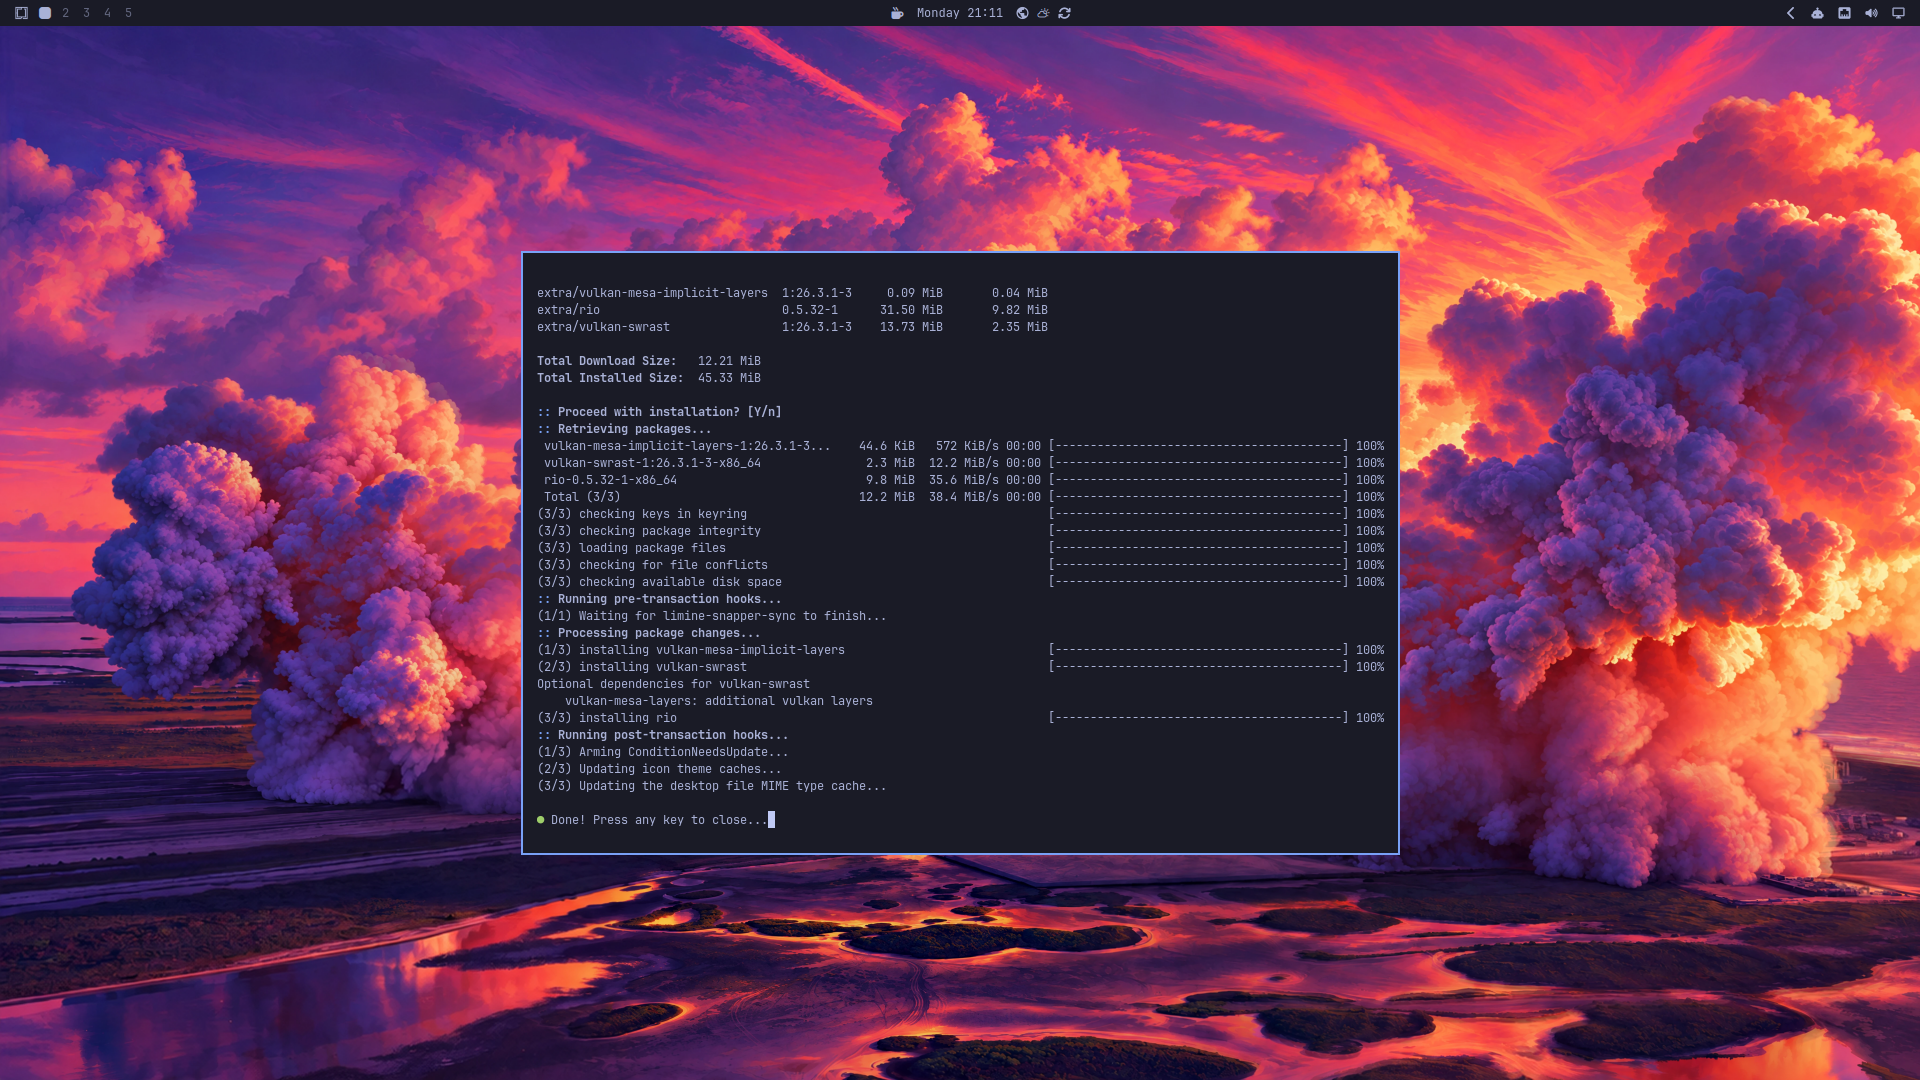 2 3 4 5 Monday 21:11
extra/vulkan-mesa-implicit-layers 1:26.3.1-3 0.09 MiB 0.04 MiB
extra/rio 0.5.32-1 31.50 MiB 9.82 MiB
extra/vulkan-swrast 1:26.3.1-3 13.73 MiB 2.35 MiB
Total Download Size: 12.21 MiB
Total Installed Size: 45.33 MiB
:: Proceed with installation? [Y/n]
:: Retrieving packages...
vulkan-mesa-implicit-layers-1:26.3.1-3... 44.6 KiB 572 KiB/s 00:00 [-----------------------------------------] 100%
vulkan-swrast-1:26.3.1-3-x86_64 2.3 MiB 12.2 MiB/s 00:00 [-----------------------------------------] 100%
rio-0.5.32-1-x86_64 9.8 MiB 35.6 MiB/s 00:00 [-----------------------------------------] 100%
Total (3/3) 12.2 MiB 38.4 MiB/s 00:00 [-----------------------------------------] 100%
(3/3) checking keys in keyring [-----------------------------------------] 100%
(3/3) checking package integrity [-----------------------------------------] 100%
(3/3) loading package files [-----------------------------------------] 100%
(3/3) checking for file conflicts [-----------------------------------------] 100%
(3/3) checking available disk space [-----------------------------------------] 100%
:: Running pre-transaction hooks...
(1/1) Waiting for limine-snapper-sync to finish...
:: Processing package changes...
(1/3) installing vulkan-mesa-implicit-layers [-----------------------------------------] 100%
(2/3) installing vulkan-swrast [-----------------------------------------] 100%
Optional dependencies for vulkan-swrast
vulkan-mesa-layers: additional vulkan layers
(3/3) installing rio [-----------------------------------------] 100%
:: Running post-transaction hooks...
(1/3) Arming ConditionNeedsUpdate...
(2/3) Updating icon theme caches...
(3/3) Updating the desktop file MIME type cache...
● Done! Press any key to close...